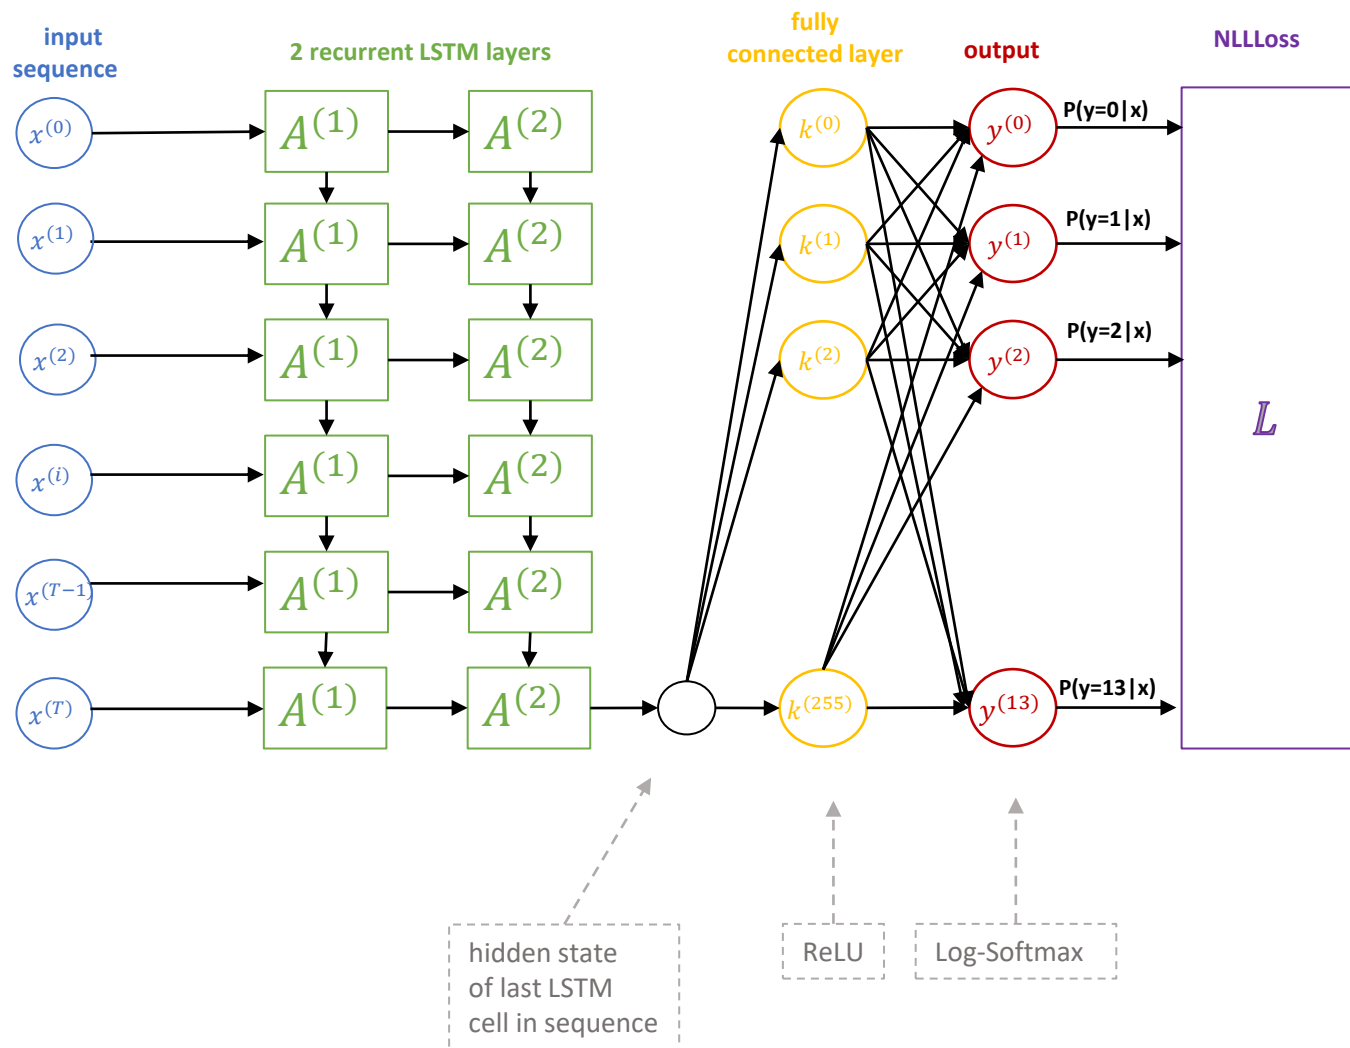 input
sequence
2 recurrent LSTM layers
fully
connected layer
output
NLLLoss
x^(0)
A^(1)
A^(2)
k^(0)
y^(0)
P(y=0|x)
x^(1)
A^(1)
A^(2)
k^(1)
y^(1)
P(y=1|x)
x^(2)
A^(1)
A^(2)
k^(2)
y^(2)
P(y=2|x)
x^(i)
A^(1)
A^(2)
L
x^(T−1)
A^(1)
A^(2)
x^(T)
A^(1)
A^(2)
k^(255)
y^(13)
P(y=13|x)
hidden state
of last LSTM
cell in sequence
ReLU
Log-Softmax